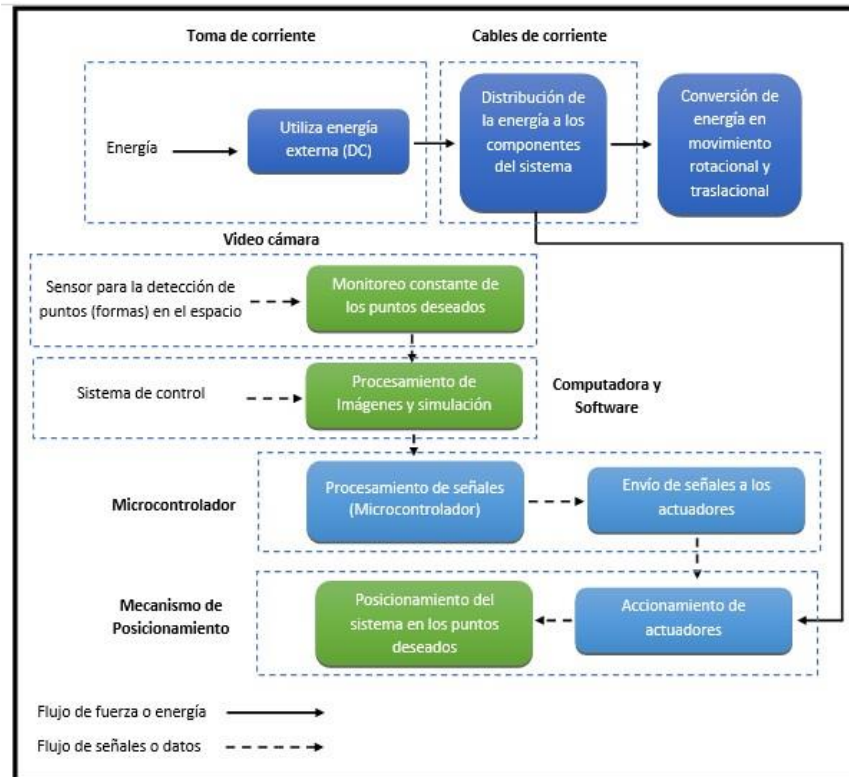 Toma de corriente
Cables de corriente
Energía
Utiliza energía
externa (DC)
Distribución de
la energía a los
componentes
del sistema
Conversión de
energía en
movimiento
rotacional y
traslacional
Video cámara
Sensor para la detección de
puntos (formas) en el espacio
Monitoreo constante de
los puntos deseados
Sistema de control
Procesamiento de
Imágenes y simulación
Computadora y
Software
Microcontrolador
Procesamiento de señales
(Microcontrolador)
Envío de señales a los
actuadores
Mecanismo de
Posicionamiento
Posicionamiento del
sistema en los puntos
deseados
Accionamiento de
actuadores
Flujo de fuerza o energía
Flujo de señales o datos